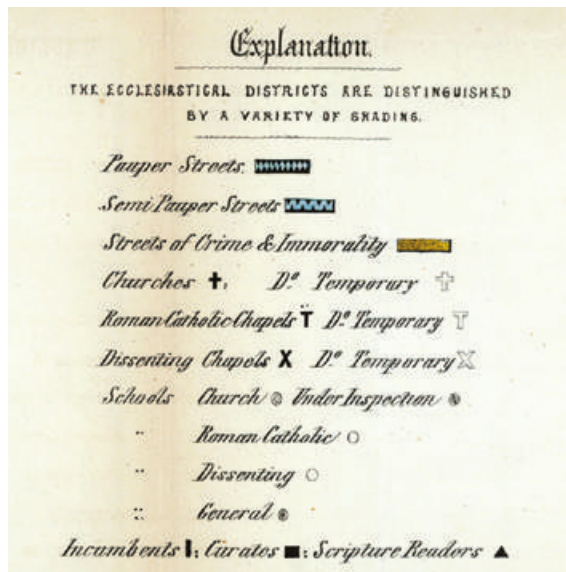 Explanation.
THE ECCLESIASTICAL DISTRICTS ARE DISTINGUISHED
BY A VARIETY OF GRADING.
Pauper Streets.
Semi Pauper Streets
Streets of Crime & Immorality
Churches : Do Temporary
Roman Catholic Chapels T Do Temporary T
Dissenting Chapels X Do Temporary X
Schools Church Under Inspection
" Roman Catholic
" Dissenting
" General
Incumbents : Curates : Scripture Readers